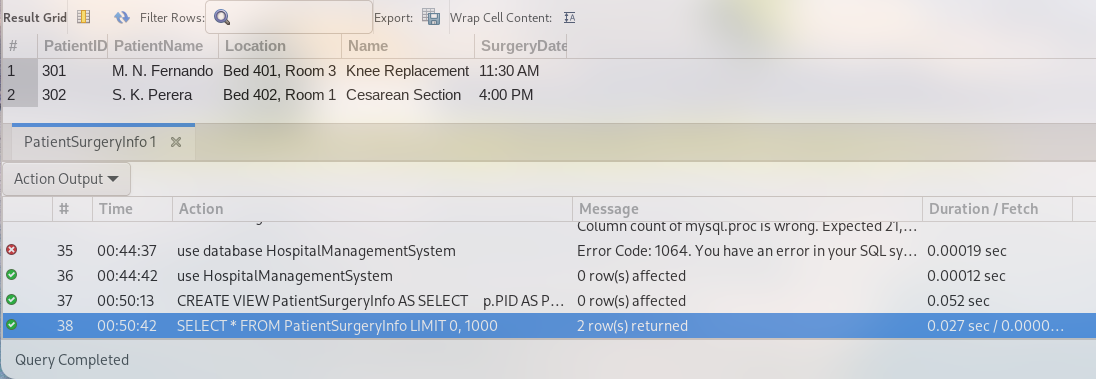 Result Grid Filter Rows: Export: Wrap Cell Content:
# PatientID PatientName Location Name SurgeryDate
1 301 M. N. Fernando Bed 401, Room 3 Knee Replacement 11:30 AM
2 302 S. K. Perera Bed 402, Room 1 Cesarean Section 4:00 PM
PatientSurgeryInfo 1
Action Output
# Time Action Message Duration / Fetch
Column count of mysql.proc is wrong. Expected 21,...
35 00:44:37 use database HospitalManagementSystem Error Code: 1064. You have an error in your SQL sy... 0.00019 sec
36 00:44:42 use HospitalManagementSystem 0 row(s) affected 0.00012 sec
37 00:50:13 CREATE VIEW PatientSurgeryInfo AS SELECT p.PID AS P... 0 row(s) affected 0.052 sec
38 00:50:42 SELECT * FROM PatientSurgeryInfo LIMIT 0, 1000 2 row(s) returned 0.027 sec / 0.0000...
Query Completed